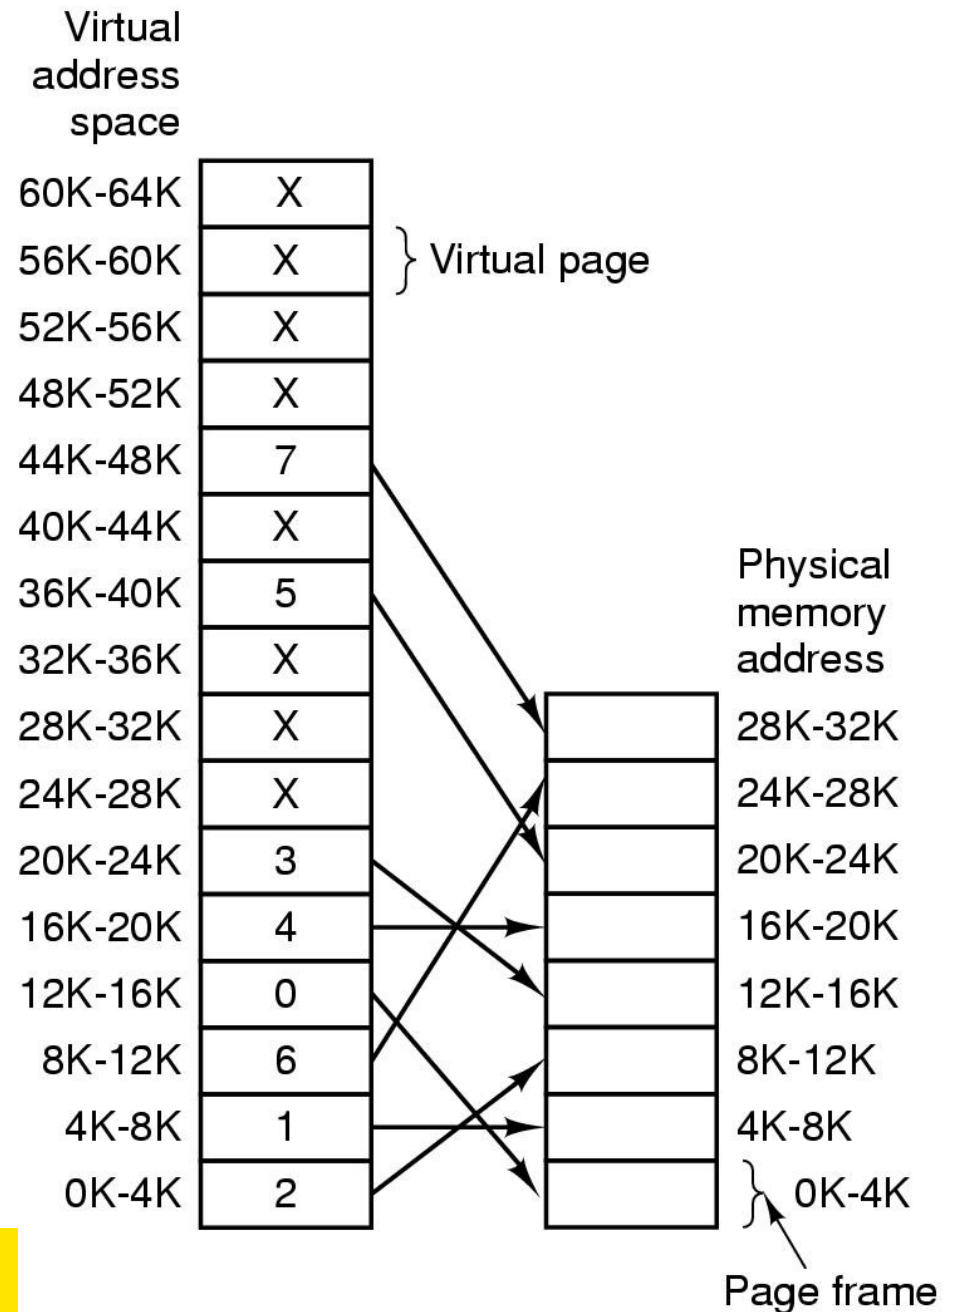 Virtual
address
space
60K-64K X
56K-60K X Virtual page
52K-56K X
48K-52K X
44K-48K 7
40K-44K X
36K-40K 5
32K-36K X
28K-32K X
24K-28K X
20K-24K 3
16K-20K 4
12K-16K 0
8K-12K 6
4K-8K 1
0K-4K 2
Physical
memory
address
28K-32K
24K-28K
20K-24K
16K-20K
12K-16K
8K-12K
4K-8K
0K-4K
Page frame